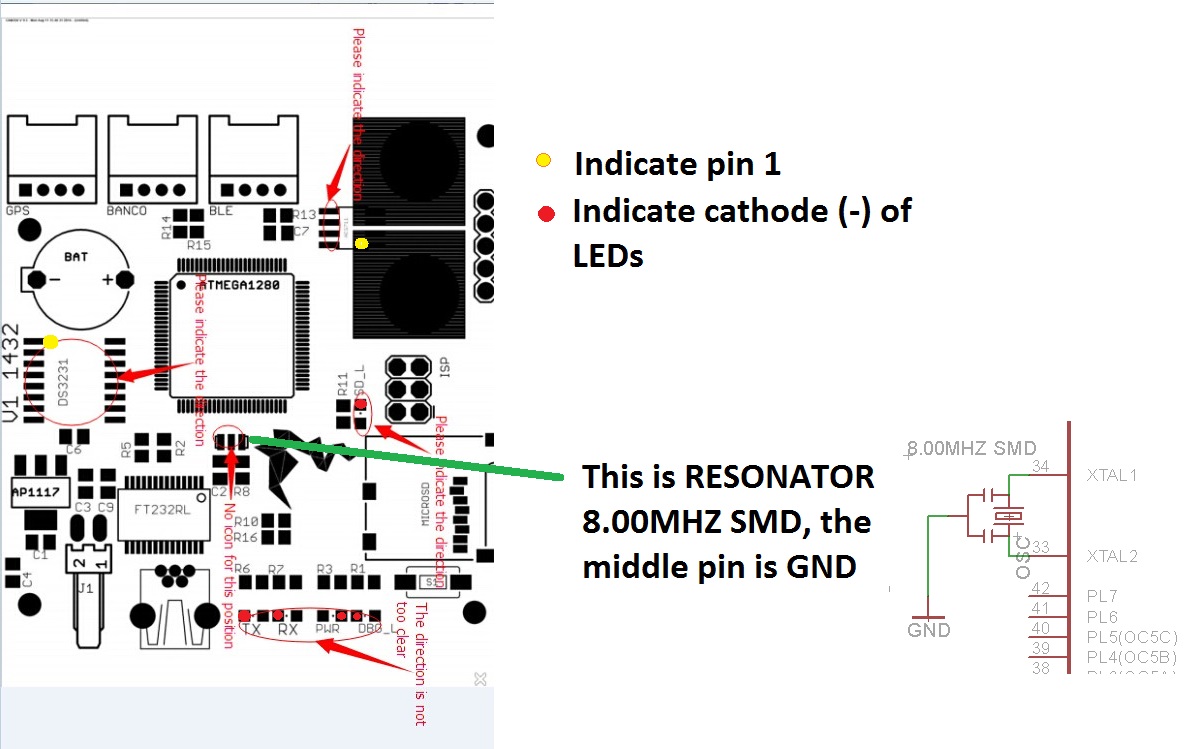 Please indicate the direction
GPS
BANCO
BLE
R14
R15
R13
C7
BAT
- +
ATMEGA1280
Please indicate the direction
V1 1432
DS3231
R11
SD_L
ISP
C6
R5
R2
Please indicate the direction
AP1117
C3
C9
FT232RL
C2
R8
MICROSD
No icon for this position
R10
R16
C1
C4
2 1
J1
R6
R7
R3
R1
S1
TX
RX
PWR
DBG_L
The direction is not
too clear
Indicate pin 1
Indicate cathode (-) of
LEDs
This is RESONATOR
8.00MHZ SMD, the
middle pin is GND
8.00MHZ SMD
34
XTAL1
OSC
33
XTAL2
42
PL7
41
PL6
GND
40
PL5(OC5C)
39
PL4(OC5B)
38